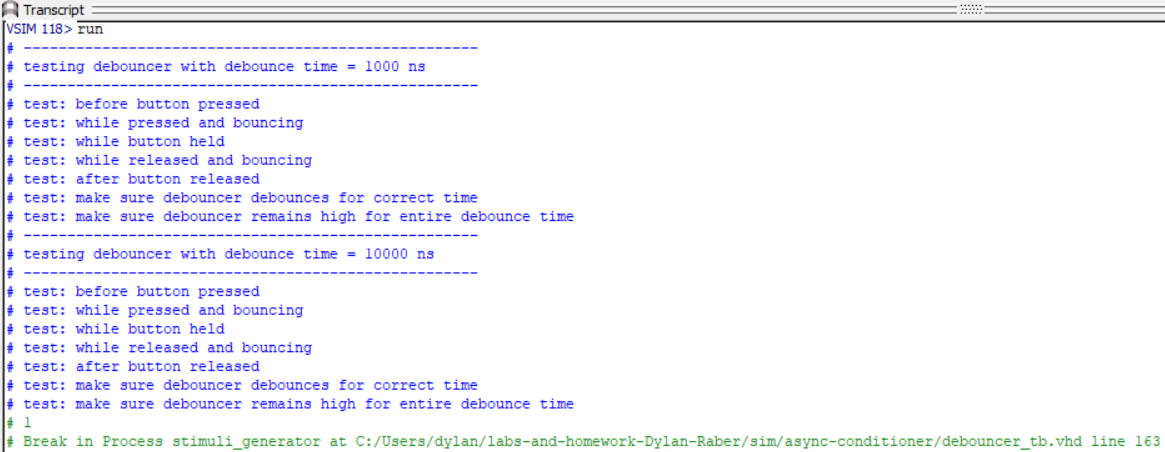 Transcript
VSIM 118> run
# ------------------------------------------------------
# testing debouncer with debounce time = 1000 ns
# ------------------------------------------------------
# test: before button pressed
# test: while pressed and bouncing
# test: while button held
# test: while released and bouncing
# test: after button released
# test: make sure debouncer debounces for correct time
# test: make sure debouncer remains high for entire debounce time
# ------------------------------------------------------
# testing debouncer with debounce time = 10000 ns
# ------------------------------------------------------
# test: before button pressed
# test: while pressed and bouncing
# test: while button held
# test: while released and bouncing
# test: after button released
# test: make sure debouncer debounces for correct time
# test: make sure debouncer remains high for entire debounce time
# 1
# Break in Process stimuli_generator at C:/Users/dylan/labs-and-homework-Dylan-Raber/sim/async-conditioner/debouncer_tb.vhd line 163